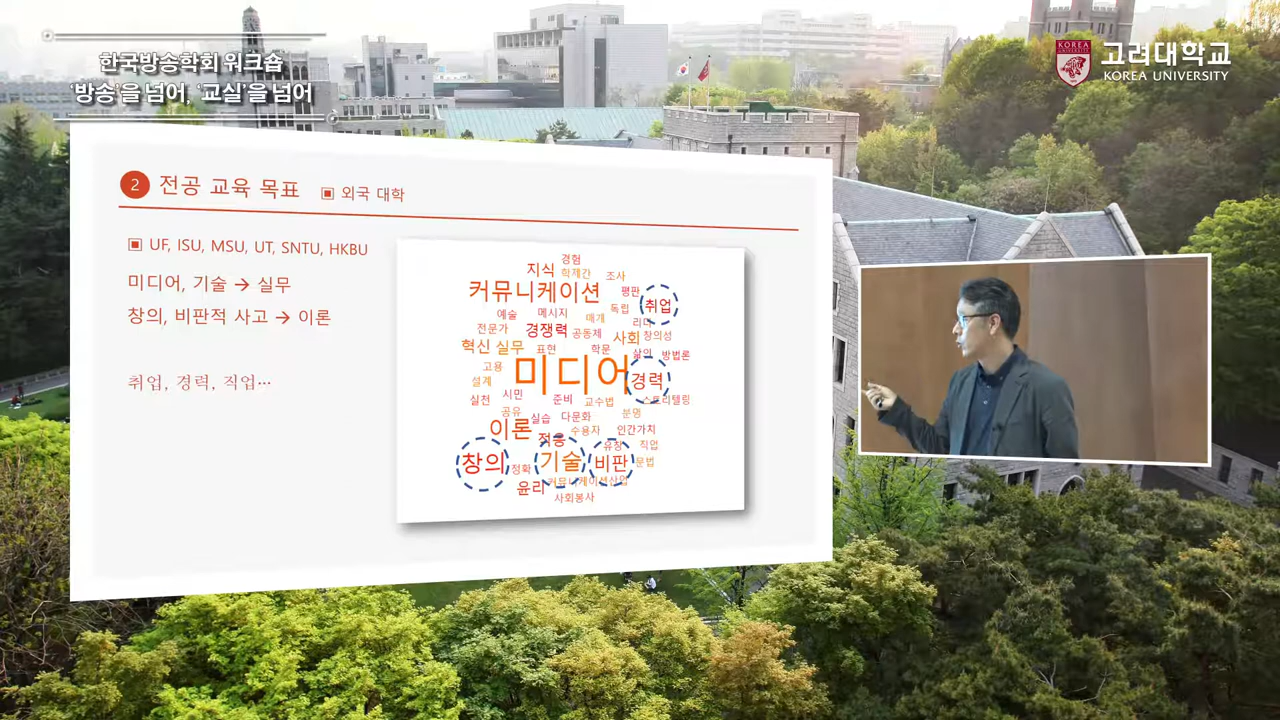 한국방송학회 워크숍
'방송'을 넘어, '교실'을 넘어
KOREA
UNIVERSITY
고려대학교
KOREA UNIVERSITY
2 전공 교육 목표 ▣ 외국 대학
▣ UF, ISU, MSU, UT, SNTU, HKBU
미디어, 기술 → 실무
창의, 비판적 사고 → 이론
취업, 경력, 직업…
경험
지식 학제간 조사
커뮤니케이션 평판 취업
예술 메시지 매개 독립 리더
전문가 경쟁력 공동체 사회 창의성
혁신 실무 표현 학문 삶의 방법론
고용 미디어 경력
설계
실천 시민 준비 교수법 스토리텔링
공유 실습 다문화 분명
이론 적응 수용자 인간가치
유창 직업
창의 정확 기술 비판 문법
커뮤니케이션산업
윤리 사회봉사